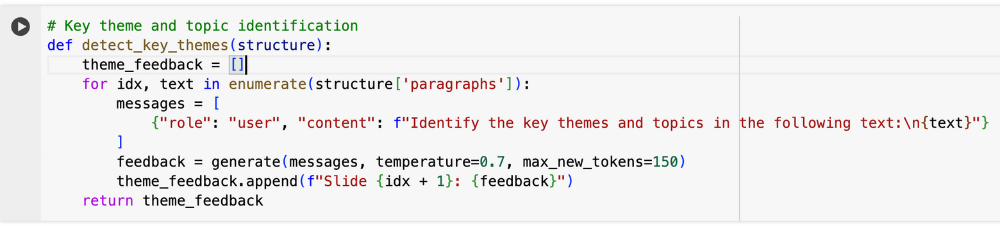 # Key theme and topic identification
def detect_key_themes(structure):
    theme_feedback = []
    for idx, text in enumerate(structure['paragraphs']):
        messages = [
            {"role": "user", "content": f"Identify the key themes and topics in the following text:\n{text}"}
        ]
        feedback = generate(messages, temperature=0.7, max_new_tokens=150)
        theme_feedback.append(f"Slide {idx + 1}: {feedback}")
    return theme_feedback